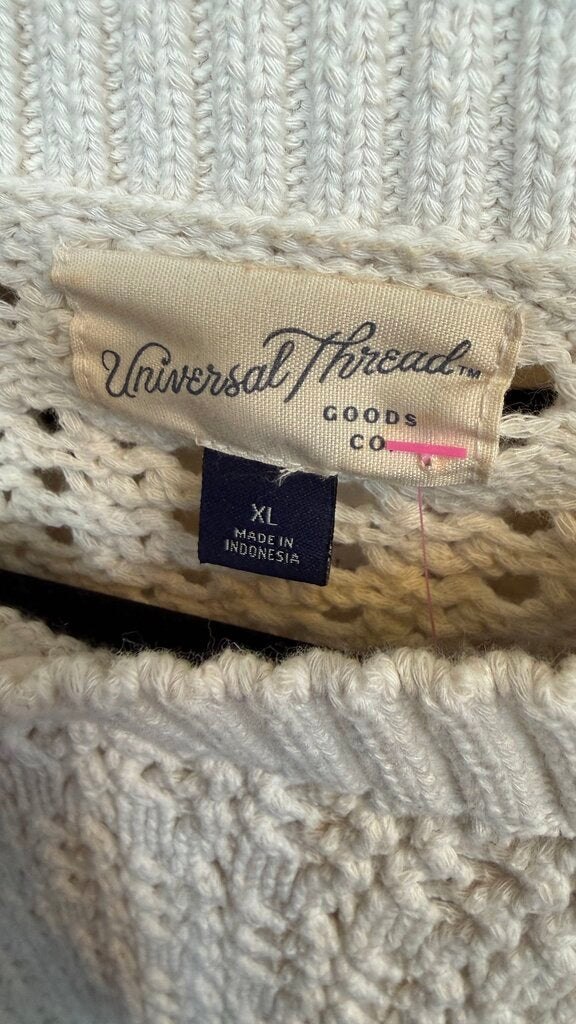 Universal Thread™
GOODS
CO.
XL
MADE IN
INDONESIA